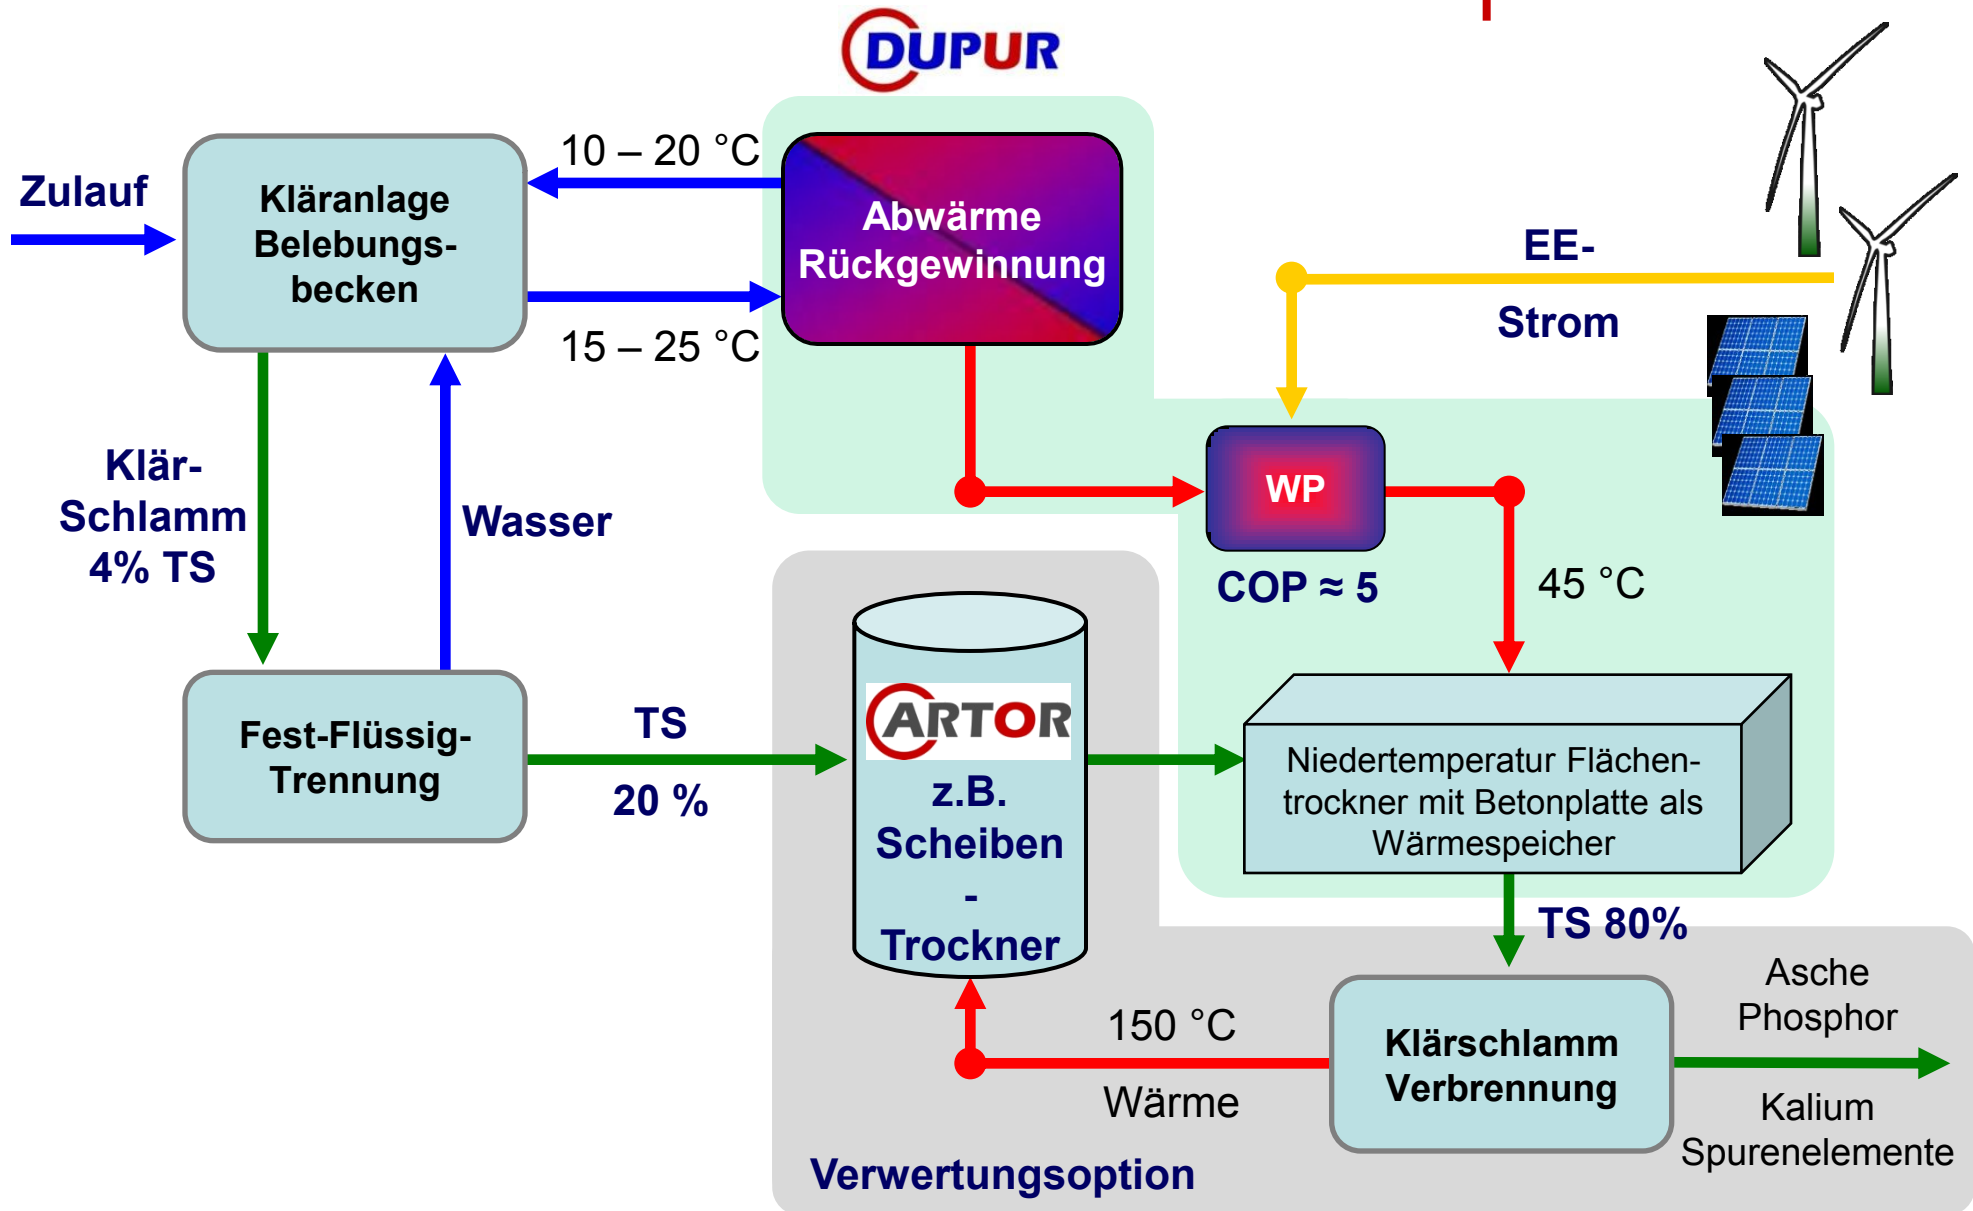 DUPUR
Zulauf
Kläranlage
Belebungs-
becken
10 – 20 °C
15 – 25 °C
Abwärme
Rückgewinnung
EE-
Strom
Klär-
Schlamm
4% TS
Wasser
WP
COP ≈ 5
45 °C
Fest-Flüssig-
Trennung
TS
20 %
CARTOR
z.B.
Scheiben
-
Trockner
Niedertemperatur Flächen-
trockner mit Betonplatte als
Wärmespeicher
TS 80%
150 °C
Wärme
Klärschlamm
Verbrennung
Asche
Phosphor
Kalium
Spurenelemente
Verwertungsoption